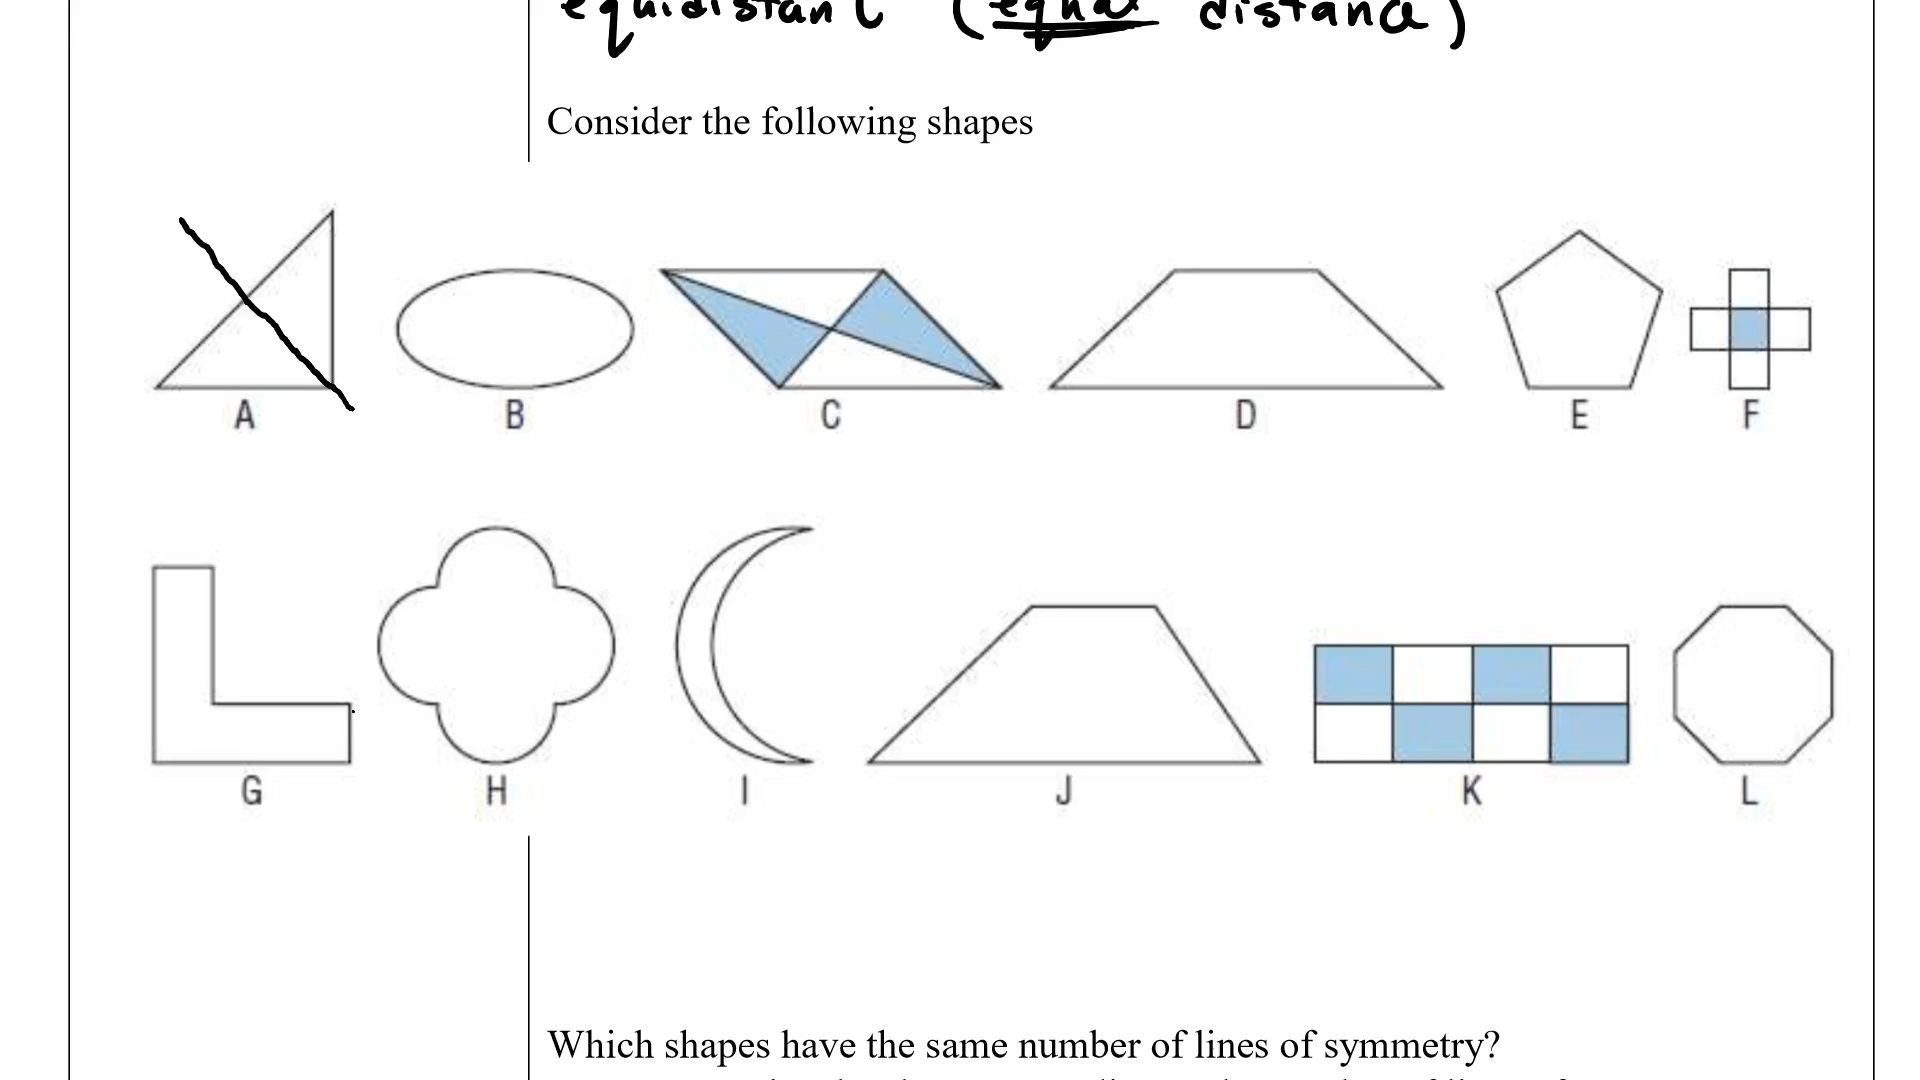 equidistant (equal distance)
Consider the following shapes
A B C D E F
G H I J K L
Which shapes have the same number of lines of symmetry?